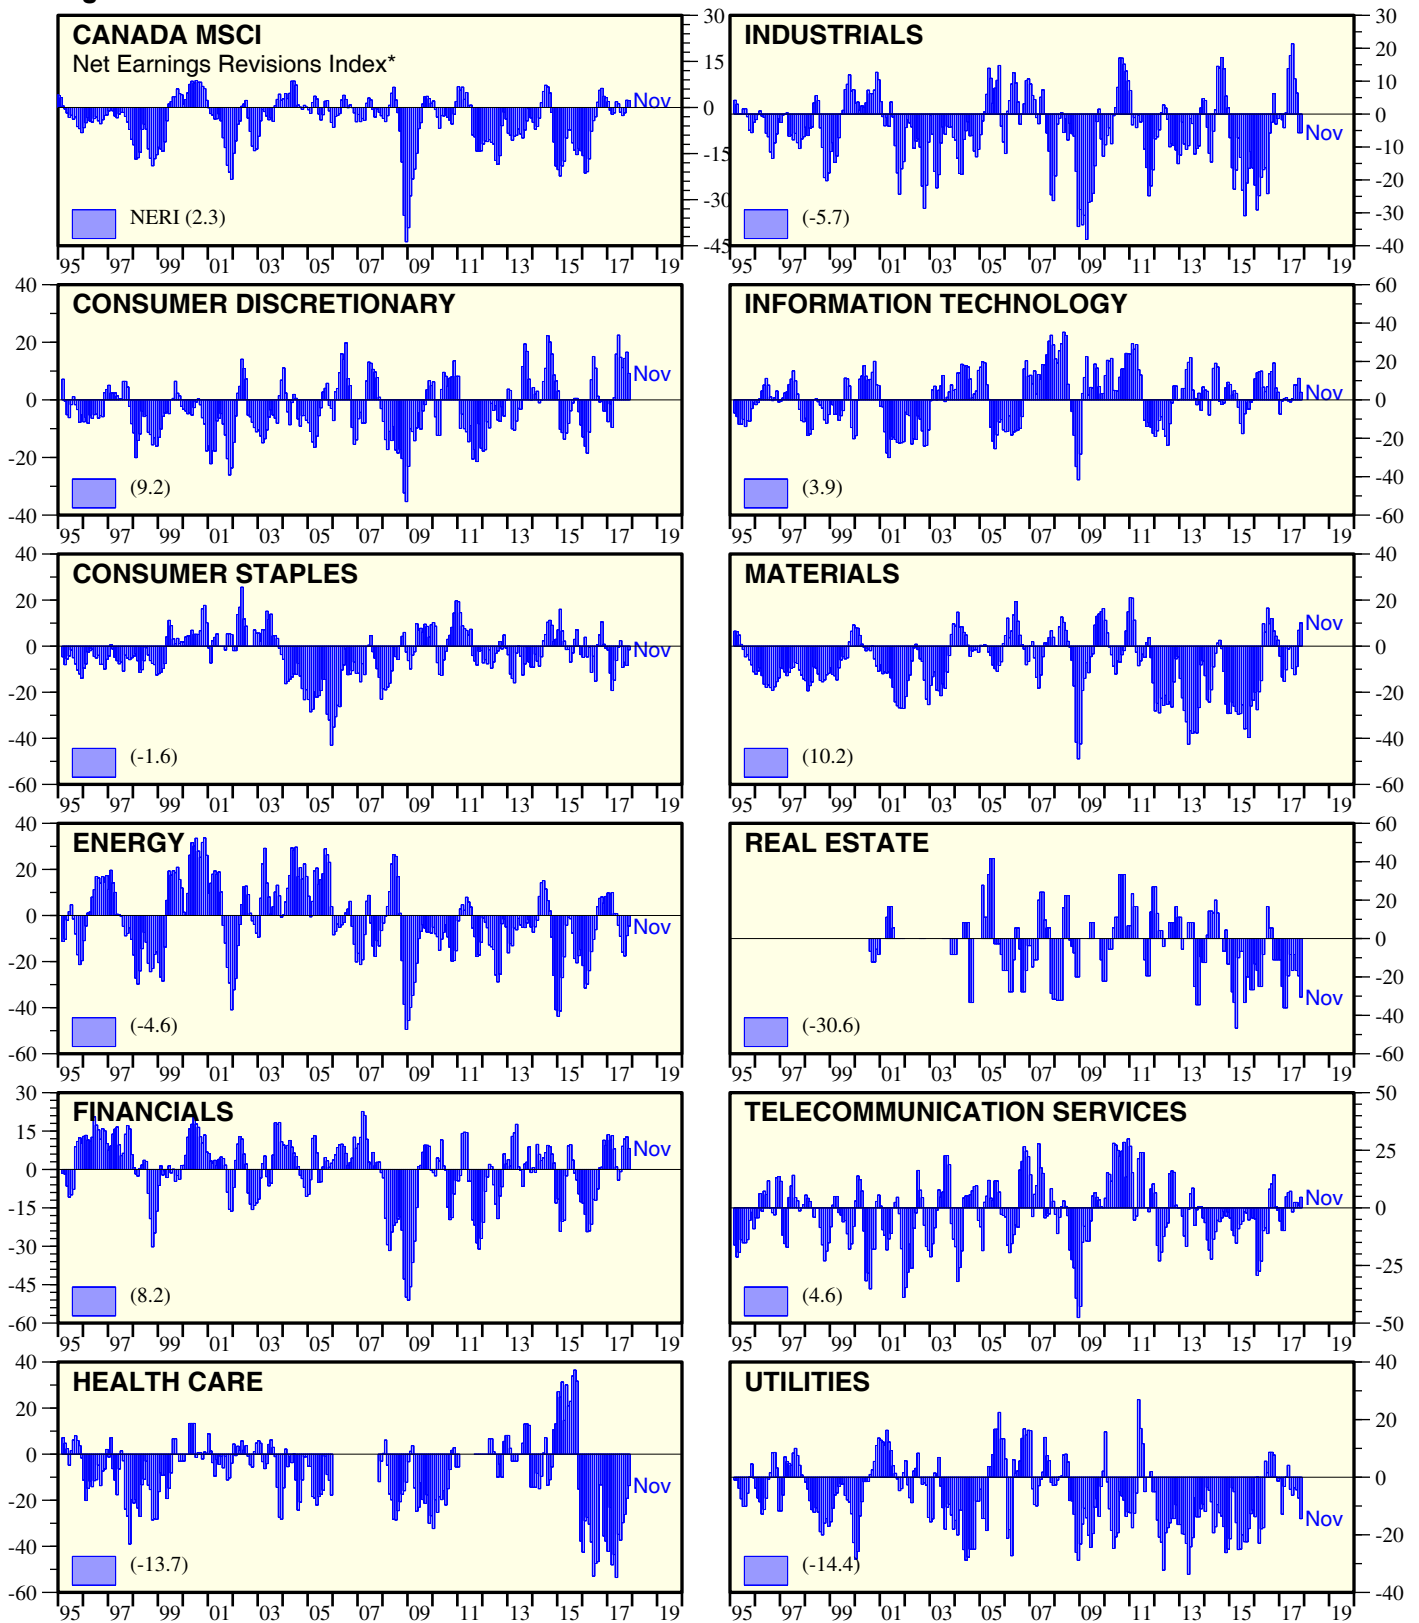 CANADA MSCI
Net Earnings Revisions Index*
30
15
0
-15
-30
-45
Nov
NERI (2.3)
95 97 99 01 03 05 07 09 11 13 15 17 19
INDUSTRIALS
30
20
10
0
-10
-20
-30
-40
Nov
(-5.7)
95 97 99 01 03 05 07 09 11 13 15 17 19
CONSUMER DISCRETIONARY
40
20
0
-20
-40
Nov
(9.2)
95 97 99 01 03 05 07 09 11 13 15 17 19
INFORMATION TECHNOLOGY
60
40
20
0
-20
-40
-60
Nov
(3.9)
95 97 99 01 03 05 07 09 11 13 15 17 19
CONSUMER STAPLES
40
20
0
-20
-40
-60
Nov
(-1.6)
95 97 99 01 03 05 07 09 11 13 15 17 19
MATERIALS
40
20
0
-20
-40
-60
Nov
(10.2)
95 97 99 01 03 05 07 09 11 13 15 17 19
ENERGY
40
20
0
-20
-40
-60
Nov
(-4.6)
95 97 99 01 03 05 07 09 11 13 15 17 19
REAL ESTATE
60
40
20
0
-20
-40
-60
Nov
(-30.6)
95 97 99 01 03 05 07 09 11 13 15 17 19
FINANCIALS
30
15
0
-15
-30
-45
-60
Nov
(8.2)
95 97 99 01 03 05 07 09 11 13 15 17 19
TELECOMMUNICATION SERVICES
50
25
0
-25
-50
Nov
(4.6)
95 97 99 01 03 05 07 09 11 13 15 17 19
HEALTH CARE
40
20
0
-20
-40
-60
Nov
(-13.7)
95 97 99 01 03 05 07 09 11 13 15 17 19
UTILITIES
40
20
0
-20
-40
Nov
(-14.4)
95 97 99 01 03 05 07 09 11 13 15 17 19